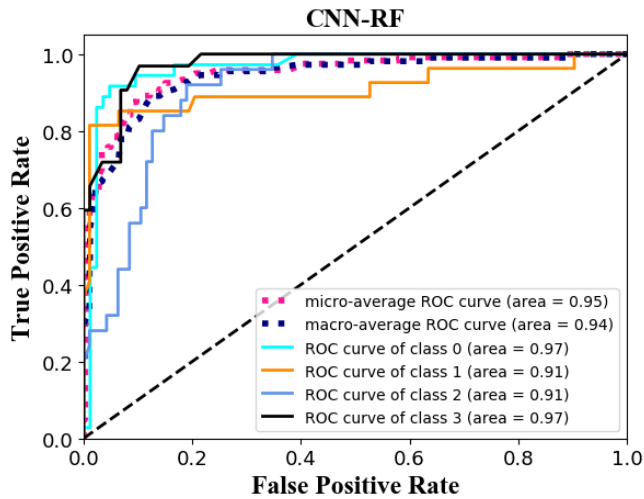 CNN-RF
True Positive Rate
1.0
0.8
0.6
0.4
0.2
0.0
micro-average ROC curve (area = 0.95)
macro-average ROC curve (area = 0.94)
ROC curve of class 0 (area = 0.97)
ROC curve of class 1 (area = 0.91)
ROC curve of class 2 (area = 0.91)
ROC curve of class 3 (area = 0.97)
0.0 0.2 0.4 0.6 0.8 1.0
False Positive Rate